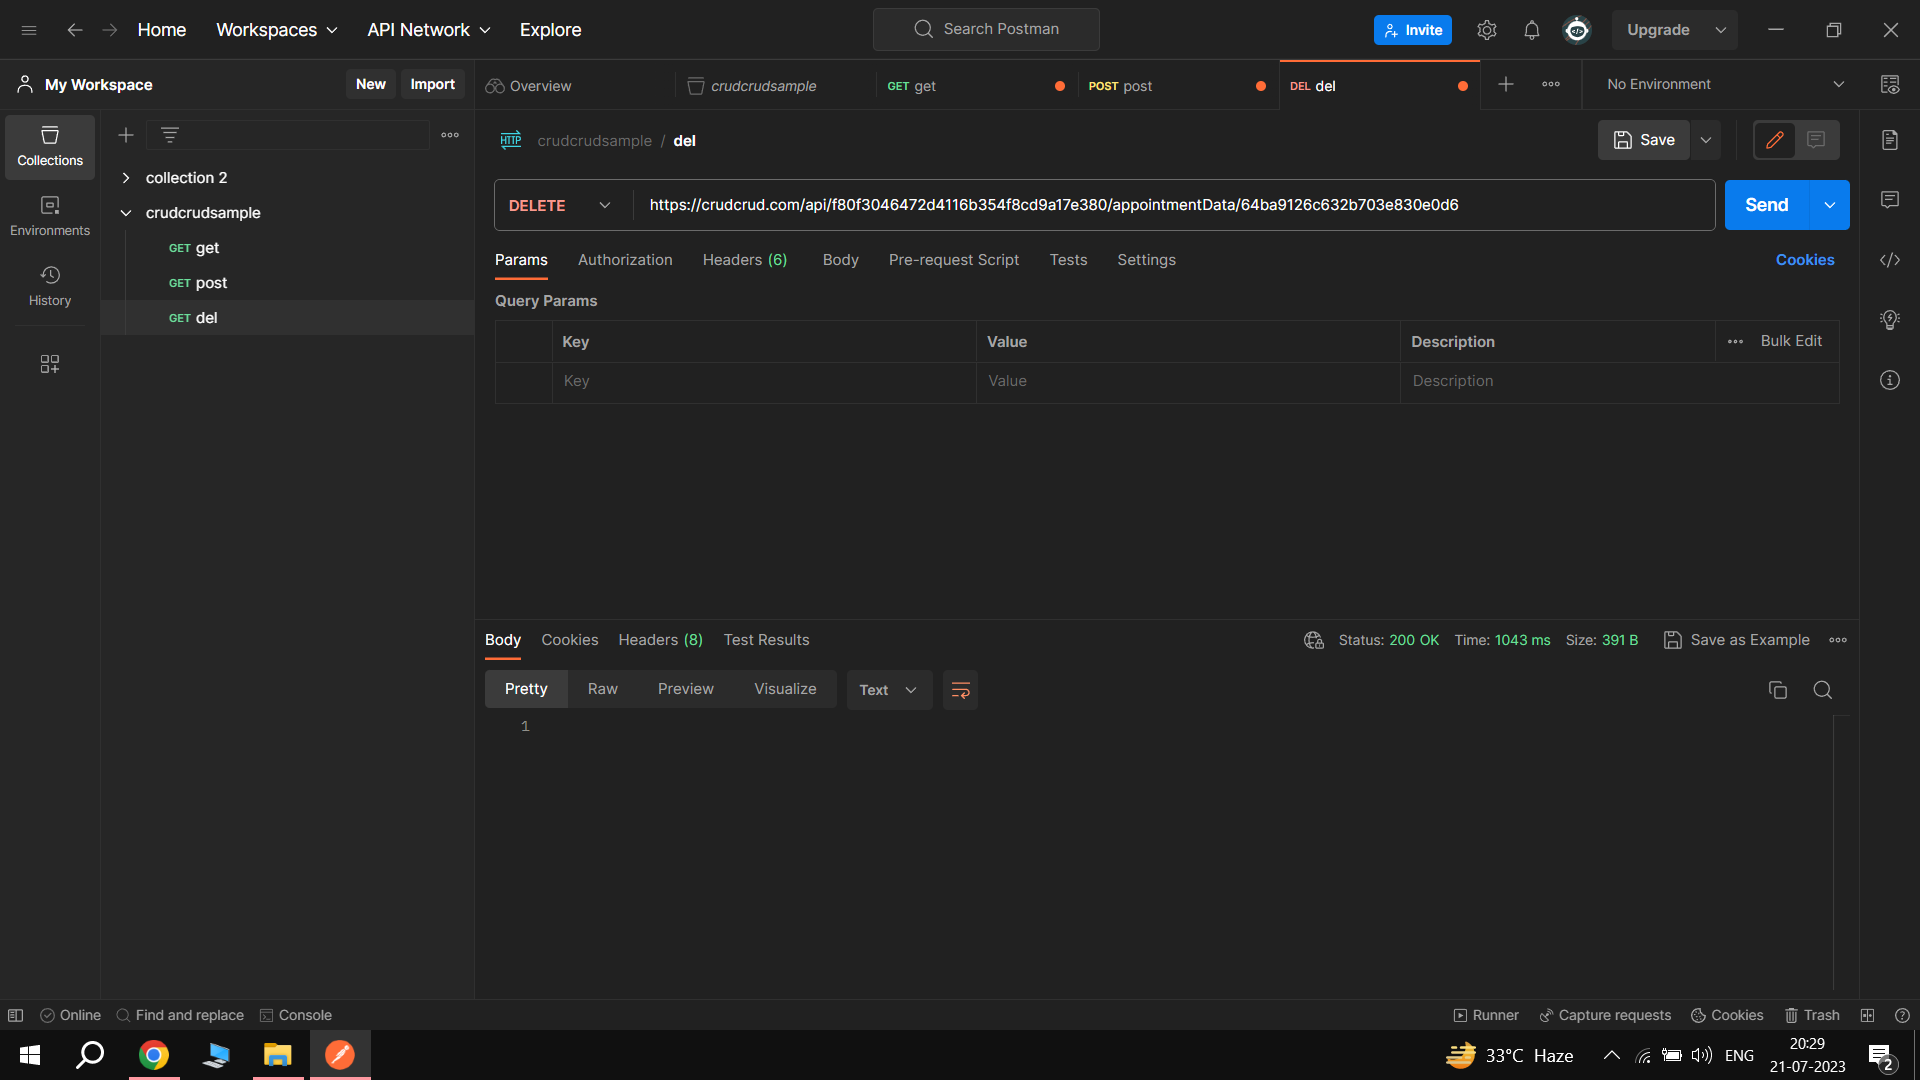 Home Workspaces API Network Explore Search Postman Invite Upgrade
My Workspace New Import Overview crudcrudsample GET get POST post DEL del No Environment
Collections
Environments
History
collection 2
crudcrudsample
GET get
GET post
GET del
HTTP crudcrudsample / del Save
DELETE https://crudcrud.com/api/f80f3046472d4116b354f8cd9a17e380/appointmentData/64ba9126c632b703e830e0d6 Send
Params Authorization Headers (6) Body Pre-request Script Tests Settings Cookies
Query Params
Key Value Description Bulk Edit
Key Value Description
Body Cookies Headers (8) Test Results Status: 200 OK Time: 1043 ms Size: 391 B Save as Example
Pretty Raw Preview Visualize Text
1
Online Find and replace Console Runner Capture requests Cookies Trash
33°C Haze ENG 20:29
21-07-2023
2